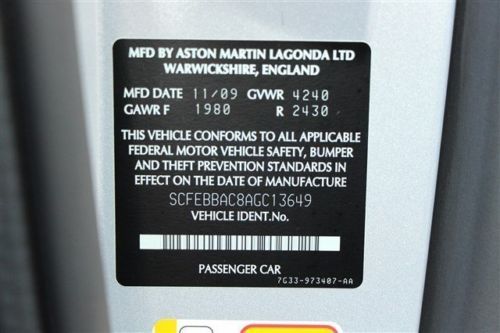 MFD BY ASTON MARTIN LAGONDA LTD
WARWICKSHIRE, ENGLAND
MFD DATE 11/09 GVWR 4240
GAWR F 1980 R 2430
THIS VEHICLE CONFORMS TO ALL APPLICABLE
FEDERAL MOTOR VEHICLE SAFETY, BUMPER
AND THEFT PREVENTION STANDARDS IN
EFFECT ON THE DATE OF MANUFACTURE
SCFEBBAC8AGC13649
VEHICLE IDENT.No.
PASSENGER CAR
7G33-973407-AA